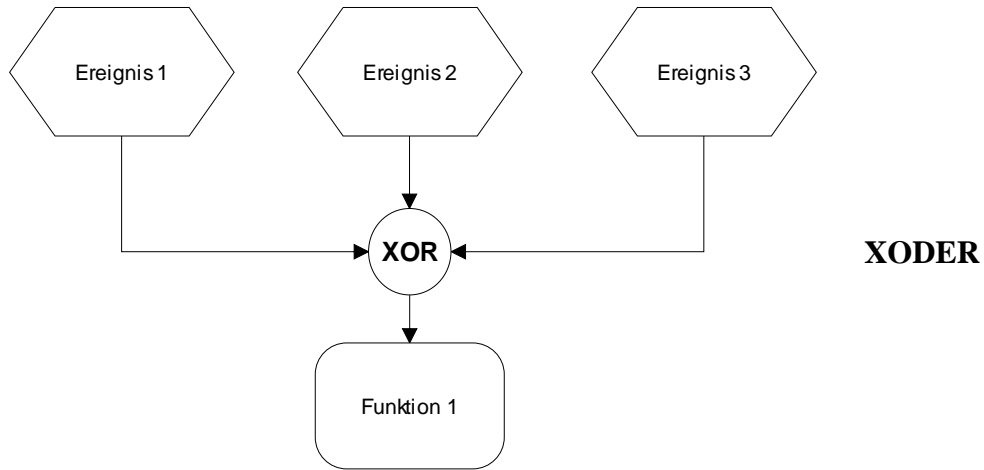 Ereignis 1
Ereignis 2
Ereignis 3
XOR
XODER
Funktion 1